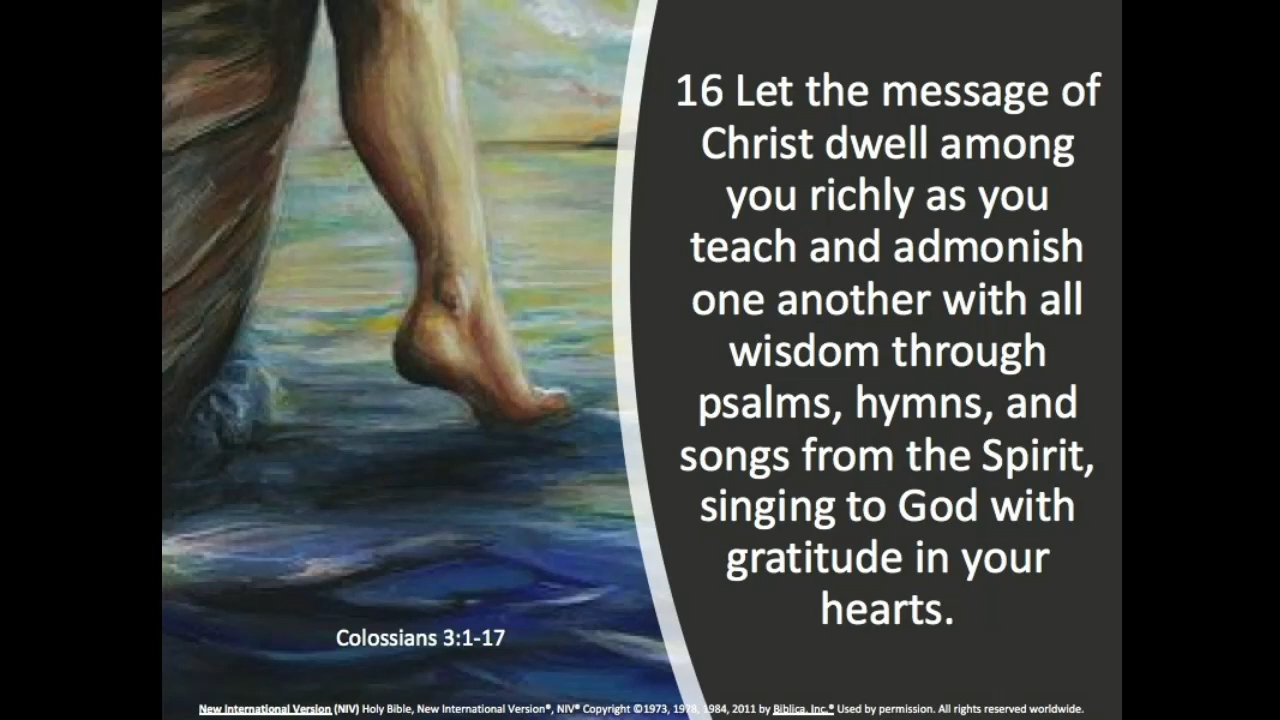 16 Let the message of
Christ dwell among
you richly as you
teach and admonish
one another with all
wisdom through
psalms, hymns, and
songs from the Spirit,
singing to God with
gratitude in your
hearts.
Colossians 3:1-17
New International Version (NIV) Holy Bible, New International Version®, NIV® Copyright ©1973, 1978, 1984, 2011 by Biblica, Inc.® Used by permission. All rights reserved worldwide.